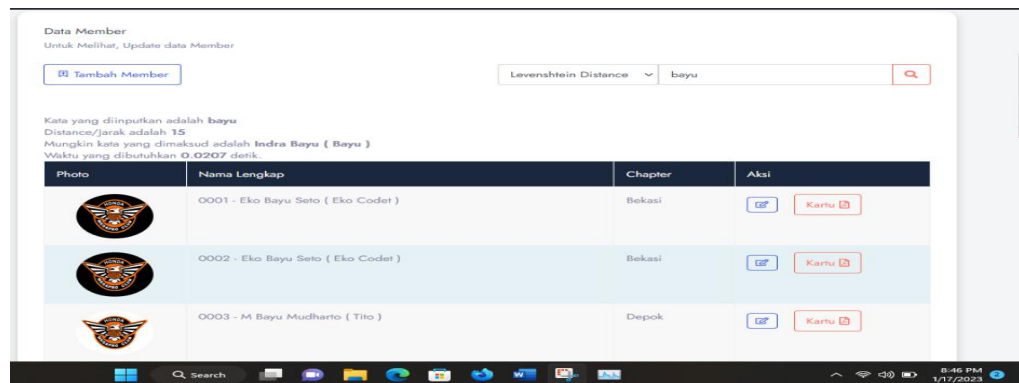 Data Member
Untuk Melihat, Update data Member
Tambah Member
Levenshtein Distance bayu
Kata yang diinputkan adalah bayu
Distance/Jarak adalah 15
Mungkin kata yang dimaksud adalah Indra Bayu ( Bayu )
Waktu yang dibutuhkan 0.0207 detik.
Photo Nama Lengkap Chapter Aksi
HONDA
0001 - Eko Bayu Seto ( Eko Codet ) Bekasi Kartu
HONDA
0002 - Eko Bayu Seto ( Eko Codet ) Bekasi Kartu
HONDA
0003 - M Bayu Mudharto ( Tito ) Depok Kartu
Search
8:46 PM
1/17/2023